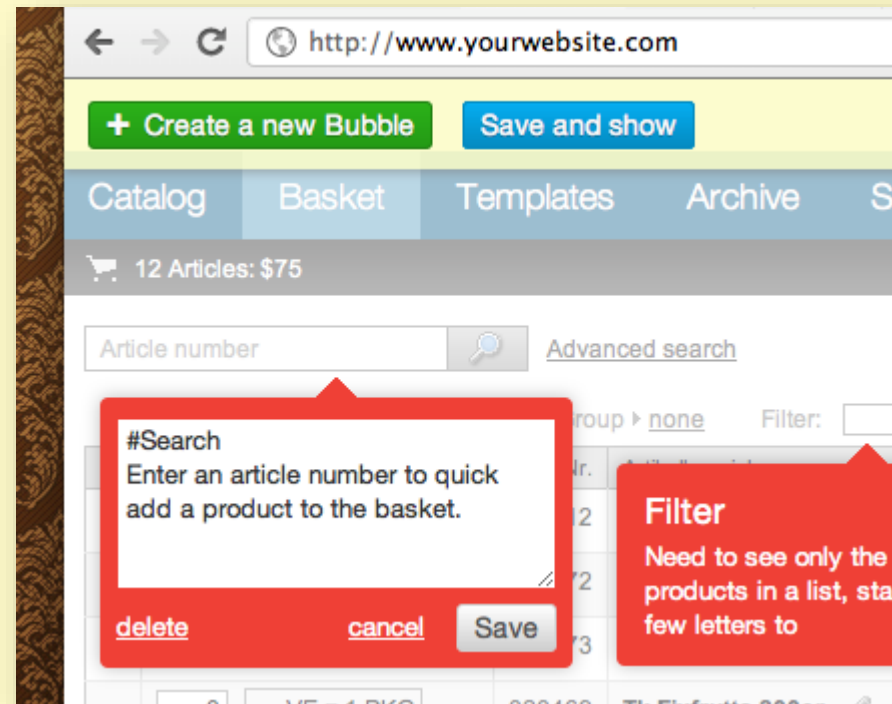 http://www.yourwebsite.com
+ Create a new Bubble Save and show
Catalog Basket Templates Archive S
12 Articles: $75
Article number Advanced search
roup none Filter:
#Search
Enter an article number to quick
add a product to the basket.
delete cancel Save
Nr.
12
72
73
Filter
Need to see only the
products in a list, sta
few letters to